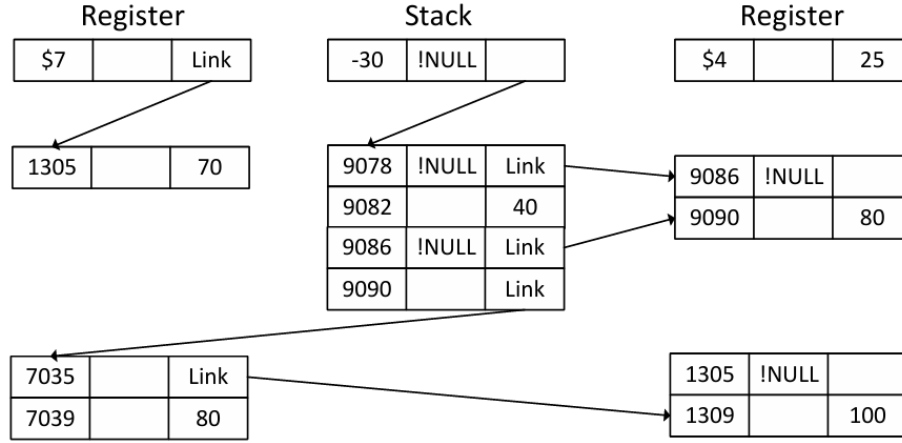 Register Stack Register
$7 Link -30 !NULL $4 25
1305 70 9078 !NULL Link 9086 !NULL
9082 40 9090 80
9086 !NULL Link
9090 Link
7035 Link 1305 !NULL
7039 80 1309 100